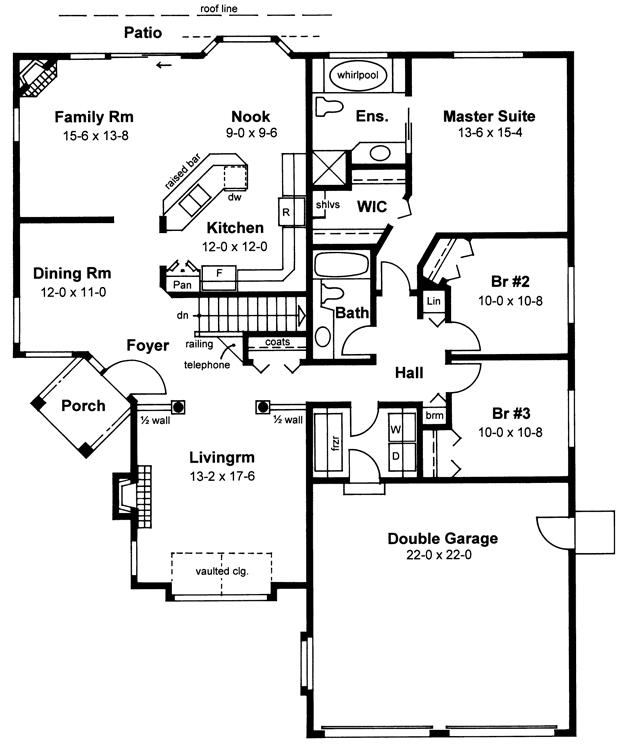 roof line
Patio
whirlpool
Family Rm
15-6 x 13-8
Nook
9-0 x 9-6
Ens.
Master Suite
13-6 x 15-4
raised bar
dw
shlvs
WIC
R
Kitchen
12-0 x 12-0
Dining Rm
12-0 x 11-0
Pan
F
Br #2
10-0 x 10-8
Lin
dn
Bath
railing
telephone
coats
Foyer
Hall
Porch
½ wall
½ wall
brm
Br #3
10-0 x 10-8
frzr
W
D
Livingrm
13-2 x 17-6
Double Garage
22-0 x 22-0
vaulted clg.